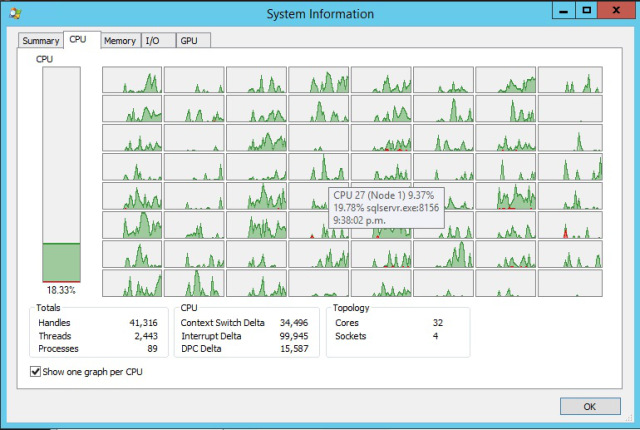 System Information
Summary CPU Memory I/O GPU
CPU
CPU 27 (Node 1) 9.37%
19.78% sqlservr.exe:8156
9:38:02 p.m.
18.33%
Totals
Handles 41,316
Threads 2,443
Processes 89
CPU
Context Switch Delta 34,496
Interrupt Delta 99,945
DPC Delta 15,587
Topology
Cores 32
Sockets 4
Show one graph per CPU
OK